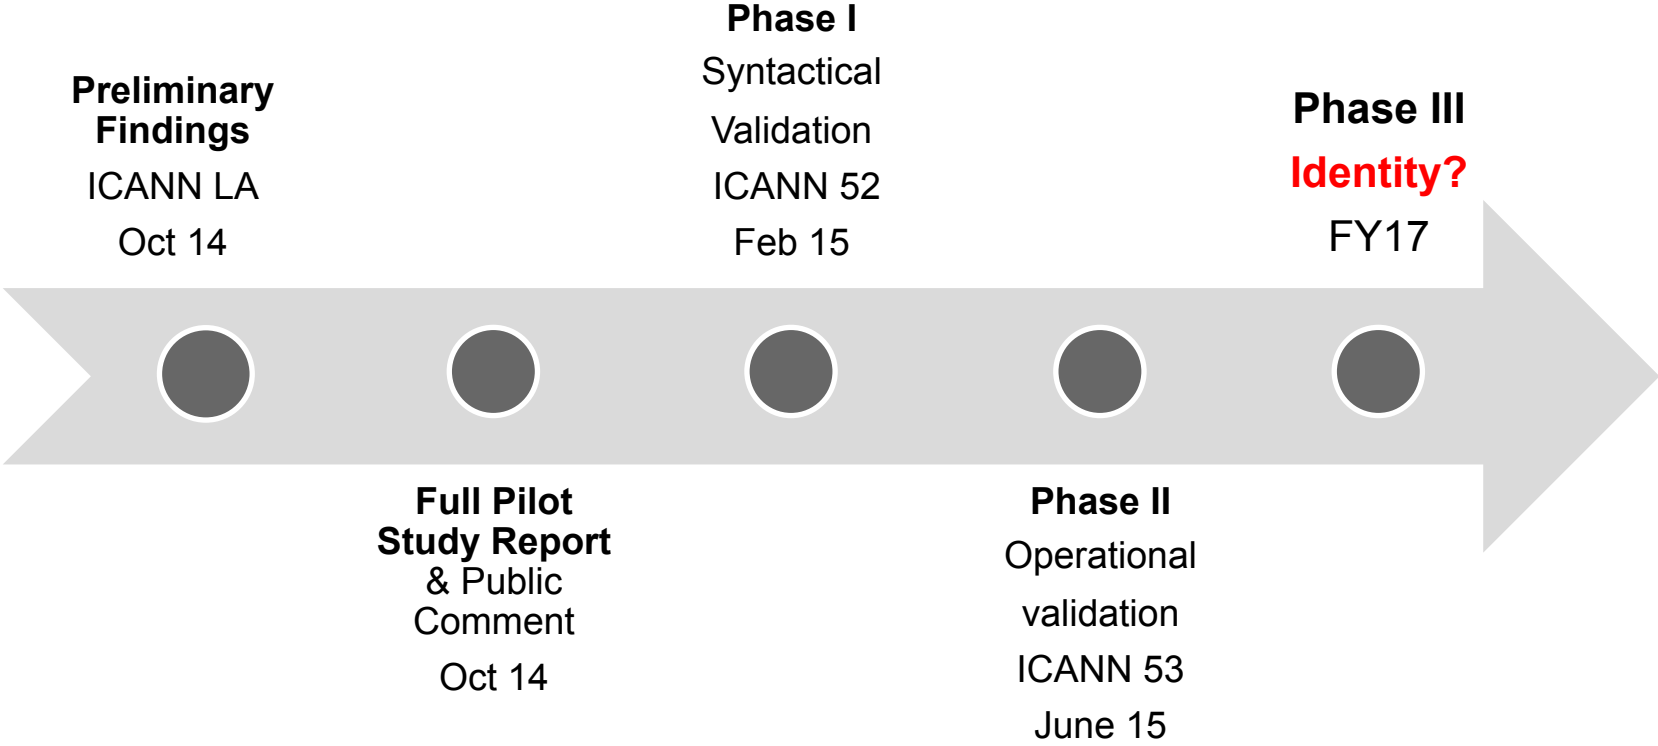 Preliminary
Findings
ICANN LA
Oct 14
Full Pilot
Study Report
& Public
Comment
Oct 14
Phase I
Syntactical
Validation
ICANN 52
Feb 15
Phase II
Operational
validation
ICANN 53
June 15
Phase III
Identity?
FY17